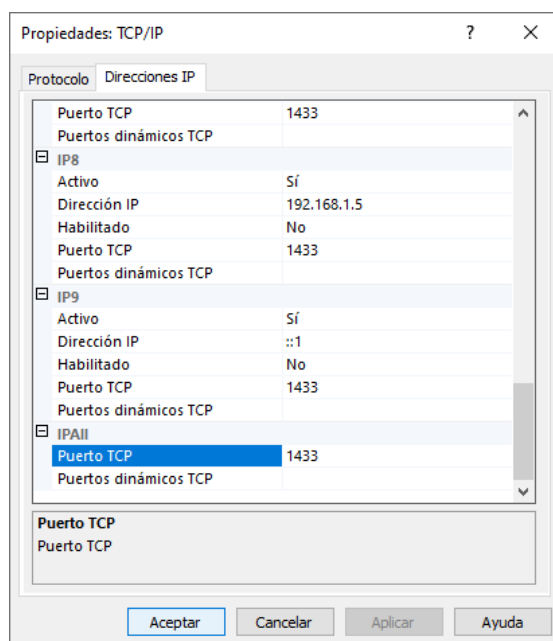 Propiedades: TCP/IP ? ×
Protocolo Direcciones IP
Puerto TCP 1433
Puertos dinámicos TCP
IP8
Activo Sí
Dirección IP 192.168.1.5
Habilitado No
Puerto TCP 1433
Puertos dinámicos TCP
IP9
Activo Sí
Dirección IP ::1
Habilitado No
Puerto TCP 1433
Puertos dinámicos TCP
IPAll
Puerto TCP 1433
Puertos dinámicos TCP
Puerto TCP
Puerto TCP
Aceptar Cancelar Aplicar Ayuda